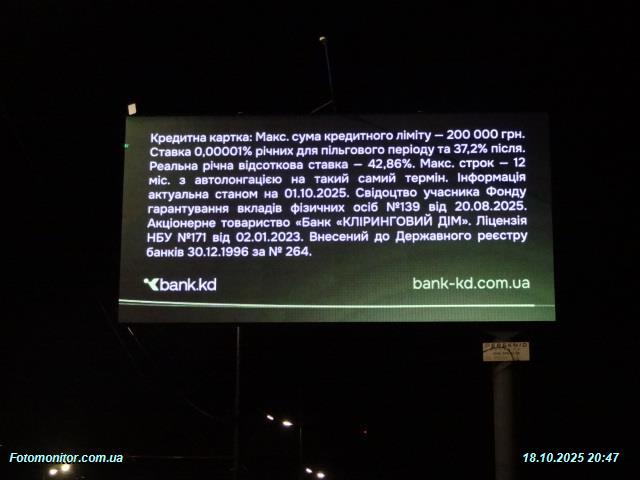 Кредитна картка: Макс. сума кредитного ліміту — 200 000 грн.
Ставка 0,00001% річних для пільгового періоду та 37,2% після.
Реальна річна відсоткова ставка — 42,86%. Макс. строк — 12
міс. з автолонгацією на такий самий термін. Інформація
актуальна станом на 01.10.2025. Свідоцтво учасника Фонду
гарантування вкладів фізичних осіб №139 від 20.08.2025.
Акціонерне товариство «Банк «КЛІРИНГОВИЙ ДІМ». Ліцензія
НБУ №171 від 02.01.2023. Внесений до Державного реєстру
банків 30.12.1996 за № 264.
bank.kd
bank-kd.com.ua
Fotomonitor.com.ua
18.10.2025 20:47